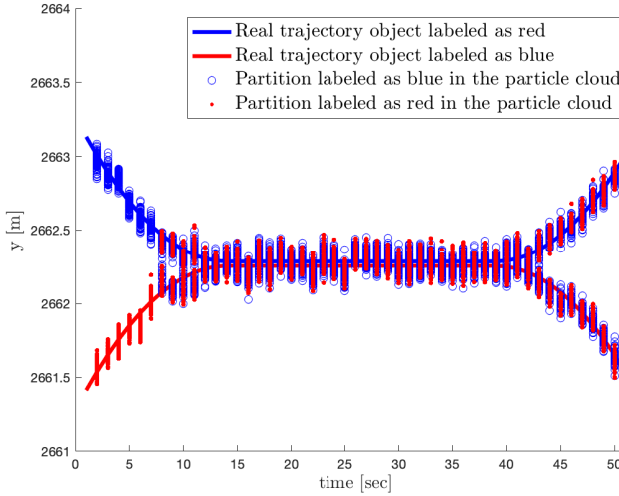 2664
2663.5
2663
2662.5
2662
2661.5
2661
y [m]
Real trajectory object labeled as red
Real trajectory object labeled as blue
Partition labeled as blue in the particle cloud
Partition labeled as red in the particle cloud
0 5 10 15 20 25 30 35 40 45 50
time [sec]